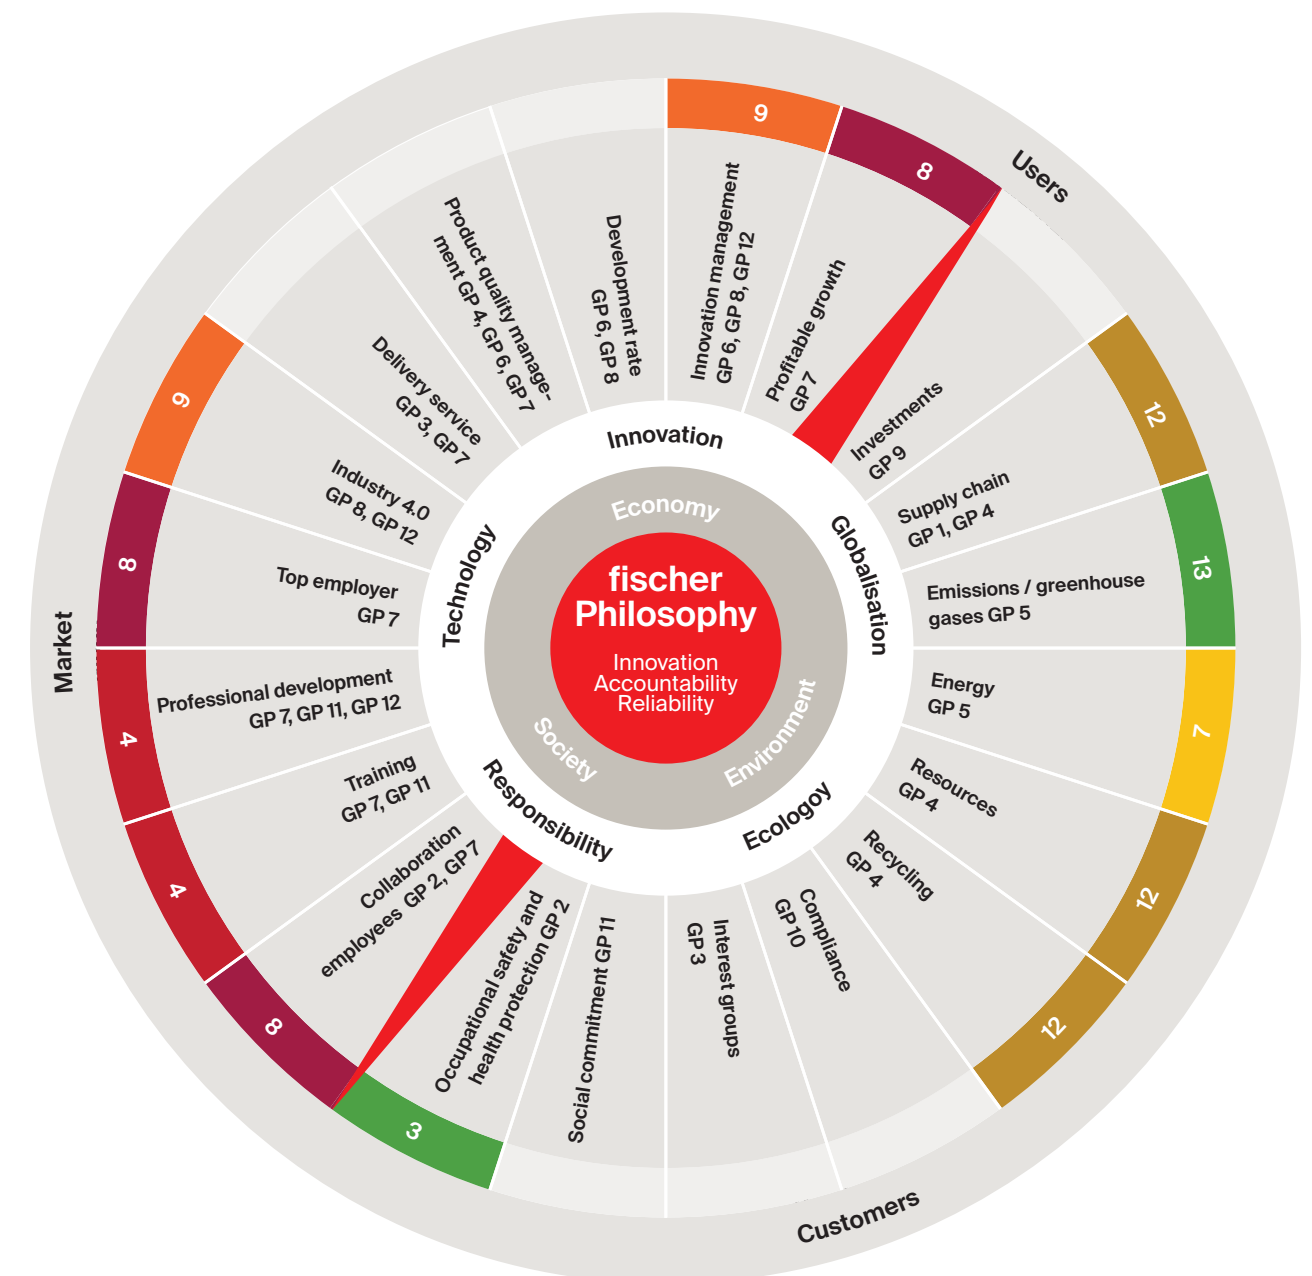 Users
Market
Customers
9
8
12
13
7
12
12
3
8
4
4
8
9
Innovation management
GP 6, GP 8, GP 12
Profitable growth
GP 7
Investments
GP 9
Supply chain
GP 1, GP 4
Emissions / greenhouse
gases GP 5
Energy
GP 5
Resources
GP 4
Recycling
GP 4
Compliance
GP10
Interest groups
GP 3
Social commitment GP 11
Occupational safety and
health protection GP 2
Collaboration
employees GP 2, GP 7
Training
GP 7, GP 11
Professional development
GP 7, GP 11, GP 12
Top employer
GP 7
Industry 4.0
GP 8, GP 12
Delivery service
GP 3, GP 7
Product quality manage-
ment GP 4, GP 6, GP 7
Development rate
GP 6, GP 8
Innovation
Globalisation
Ecologoy
Responsibility
Technology
Economy
Environment
Society
fischer
Philosophy
Innovation
Accountability
Reliability